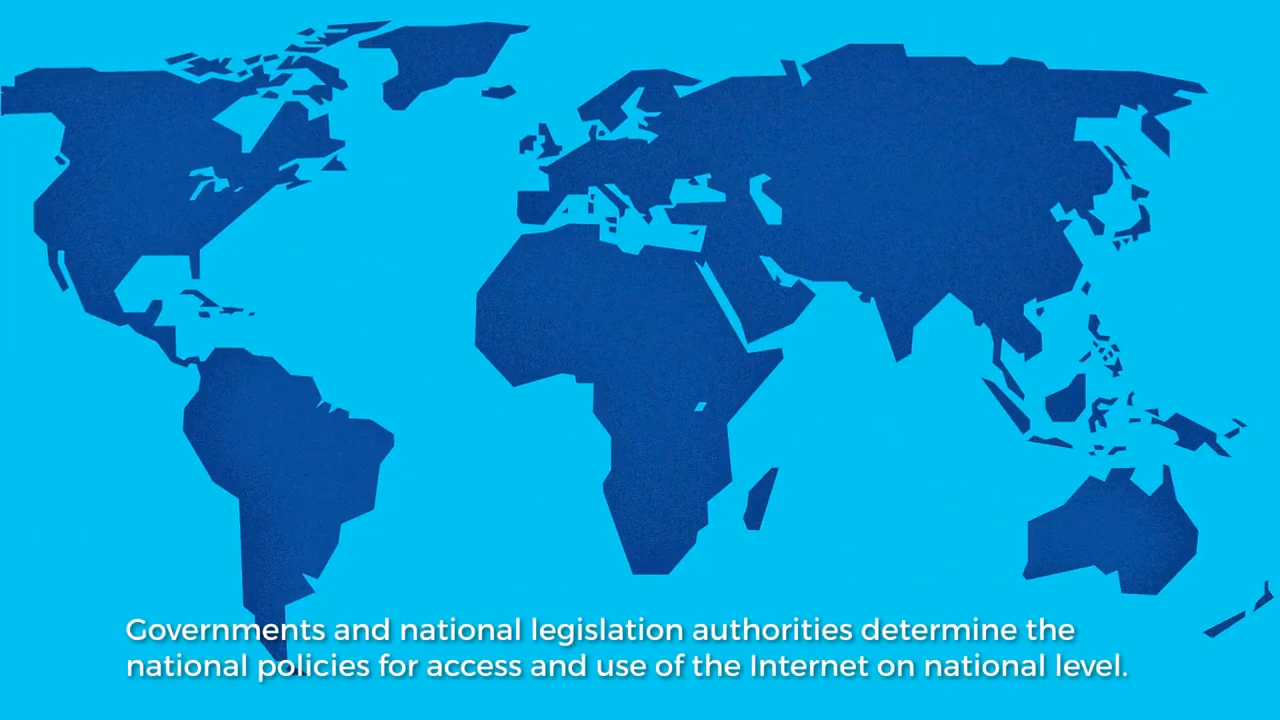 Governments and national legislation authorities determine the
national policies for access and use of the Internet on national level.